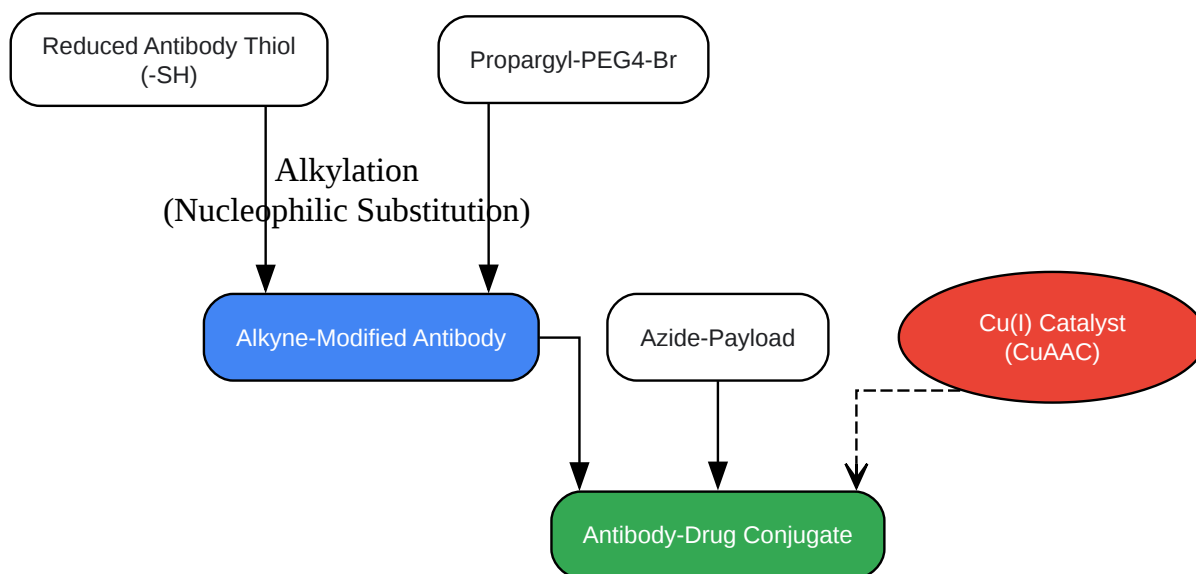 Reduced Antibody Thiol
(-SH)
Propargyl-PEG4-Br
Alkylation
(Nucleophilic Substitution)
Alkyne-Modified Antibody
Azide-Payload
Cu(I) Catalyst
(CuAAC)
Antibody-Drug Conjugate